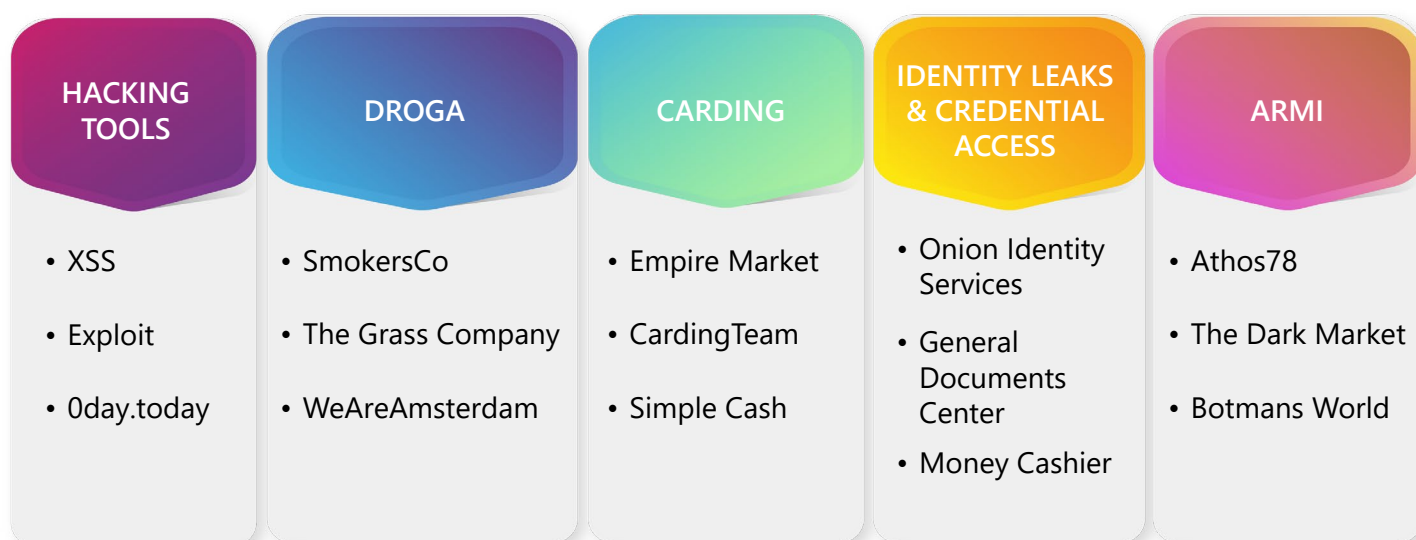 HACKING
TOOLS
• XSS
• Exploit
• 0day.today
DROGA
• SmokersCo
• The Grass Company
• WeAreAmsterdam
CARDING
• Empire Market
• CardingTeam
• Simple Cash
IDENTITY LEAKS
& CREDENTIAL
ACCESS
• Onion Identity
Services
• General
Documents
Center
• Money Cashier
ARMI
• Athos78
• The Dark Market
• Botmans World